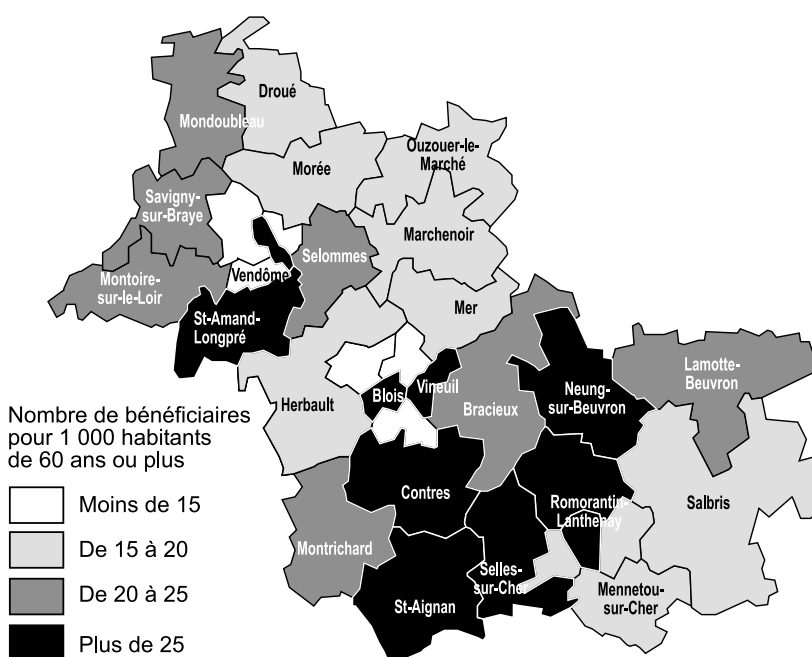 Droué
Mondoubleau
Ouzouer-le-
Marché
Morée
Savigny-
sur-Braye
Marchenoir
Selommes
Vendôme
Montoire-
sur-le-Loir
Mer
St-Amand-
Longpré
Lamotte-
Beuvron
Vineuil
Blois
Neung-
sur-Beuvron
Herbault
Bracieux
Nombre de bénéficiaires
pour 1 000 habitants
de 60 ans ou plus
Contres
Romorantin-
Lanthenay
Salbris
Moins de 15
De 15 à 20
Montrichard
Selles-
sur-Cher
Mennetou-
sur-Cher
De 20 à 25
St-Aignan
Plus de 25